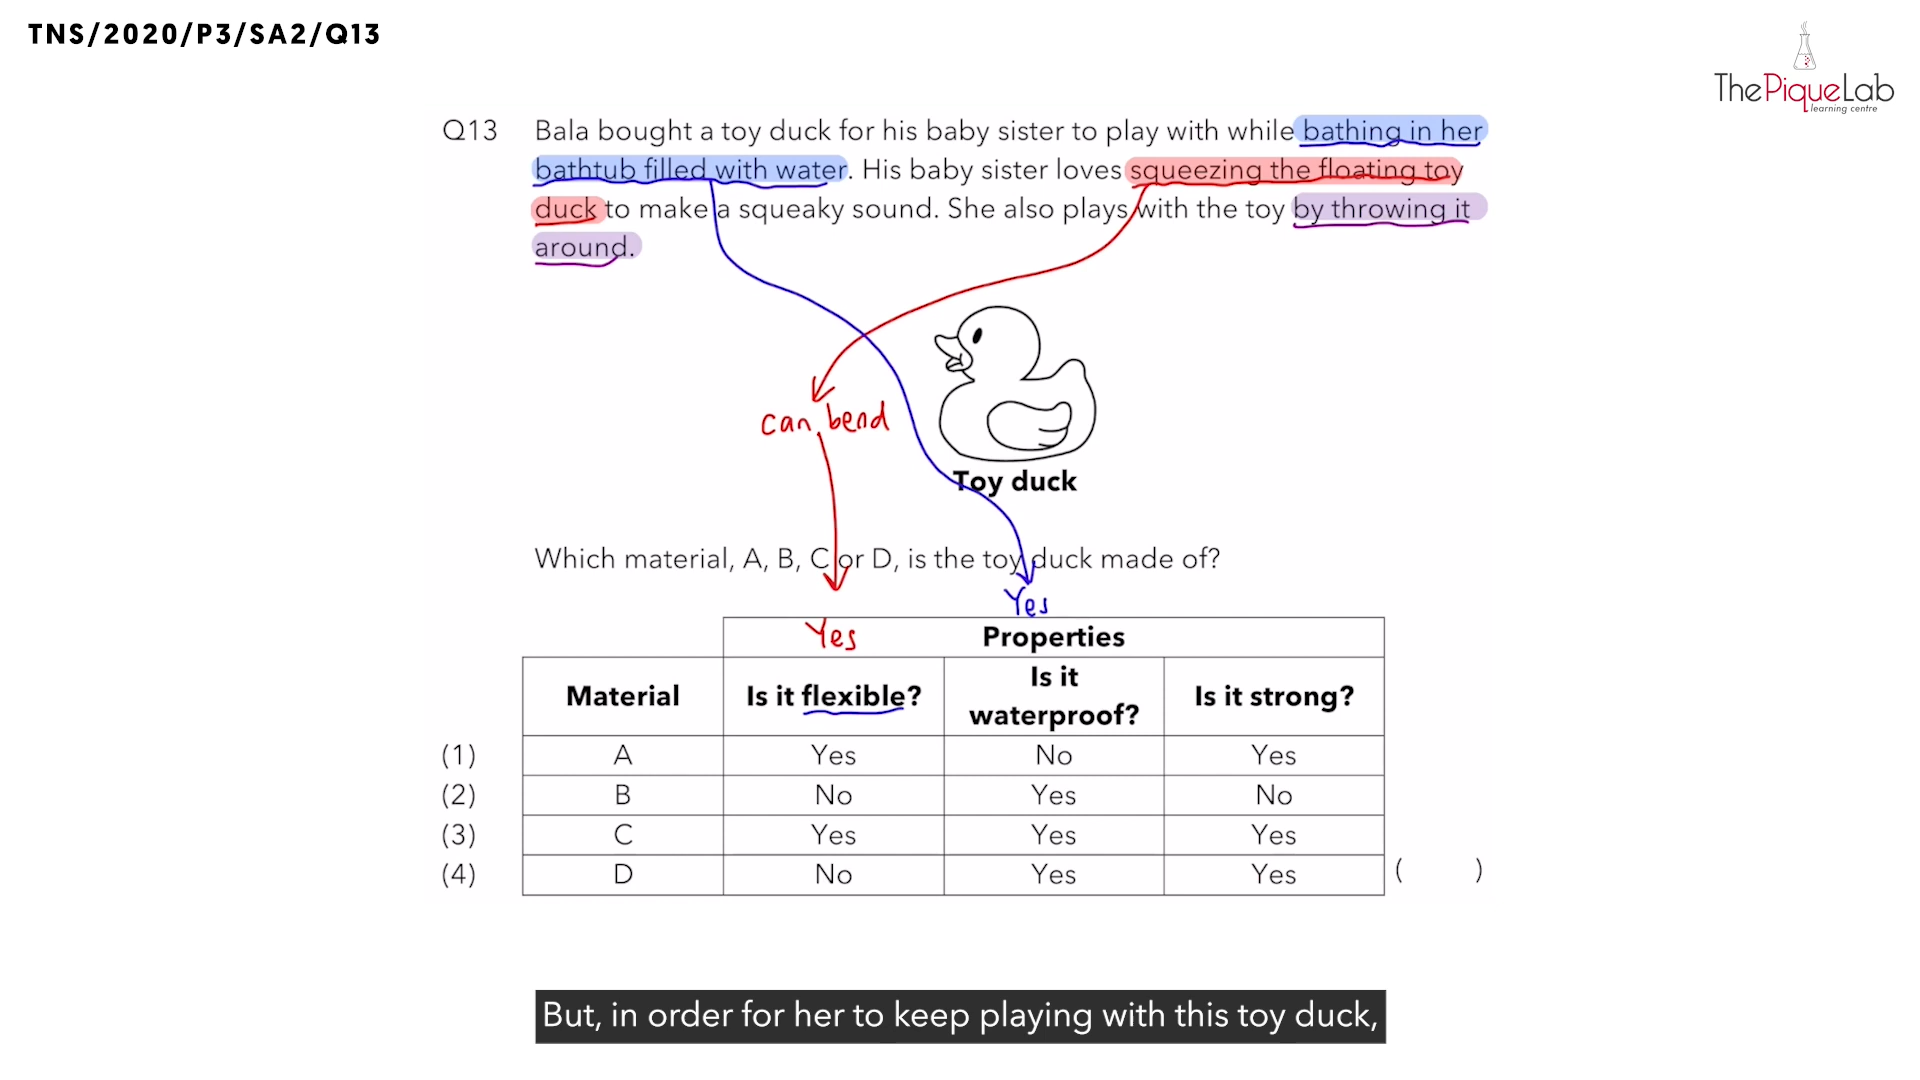 TNS/2020/P3/SA2/Q13
ThePiqueLab
learning centre
Q13 Bala bought a toy duck for his baby sister to play with while bathing in her
bathtub filled with water. His baby sister loves squeezing the floating toy
duck to make a squeaky sound. She also plays with the toy by throwing it
around.
can bend
Toy duck
Which material, A, B, C or D, is the toy duck made of?
Yes
Yes Properties
Material Is it flexible? Is it waterproof? Is it strong?
(1) A Yes No Yes
(2) B No Yes No
(3) C Yes Yes Yes
(4) D No Yes Yes ( )
But, in order for her to keep playing with this toy duck,